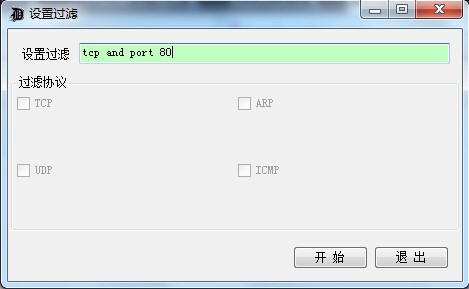 设置过滤
设置过滤 tcp and port 80
过滤协议
TCP ARP
UDP ICMP
开 始 退 出